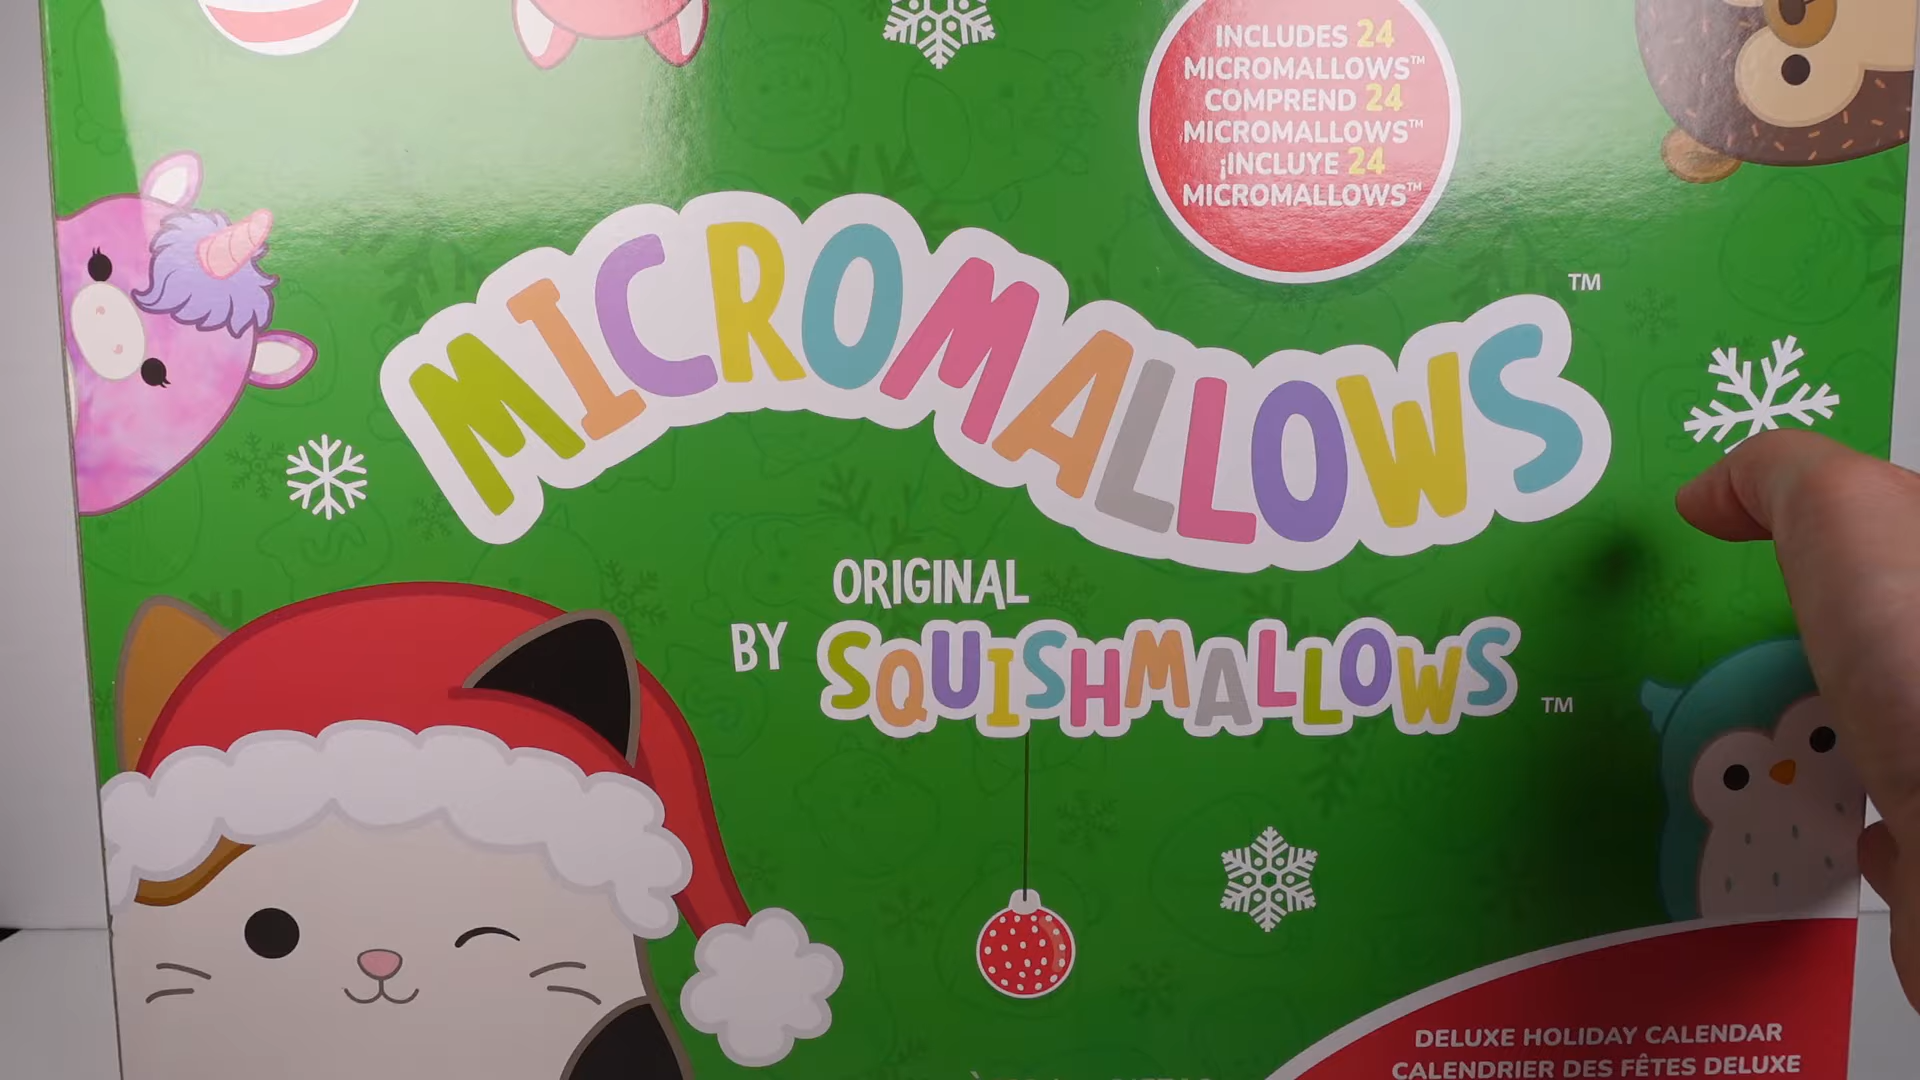 INCLUDES 24
MICROMALLOWS™
COMPREND 24
MICROMALLOWS™
¡INCLUYE 24
MICROMALLOWS™
MICROMALLOWS™
ORIGINAL
BY SQUISHMALLOWS™
DELUXE HOLIDAY CALENDAR
CALENDRIER DES FÊTES DELUXE